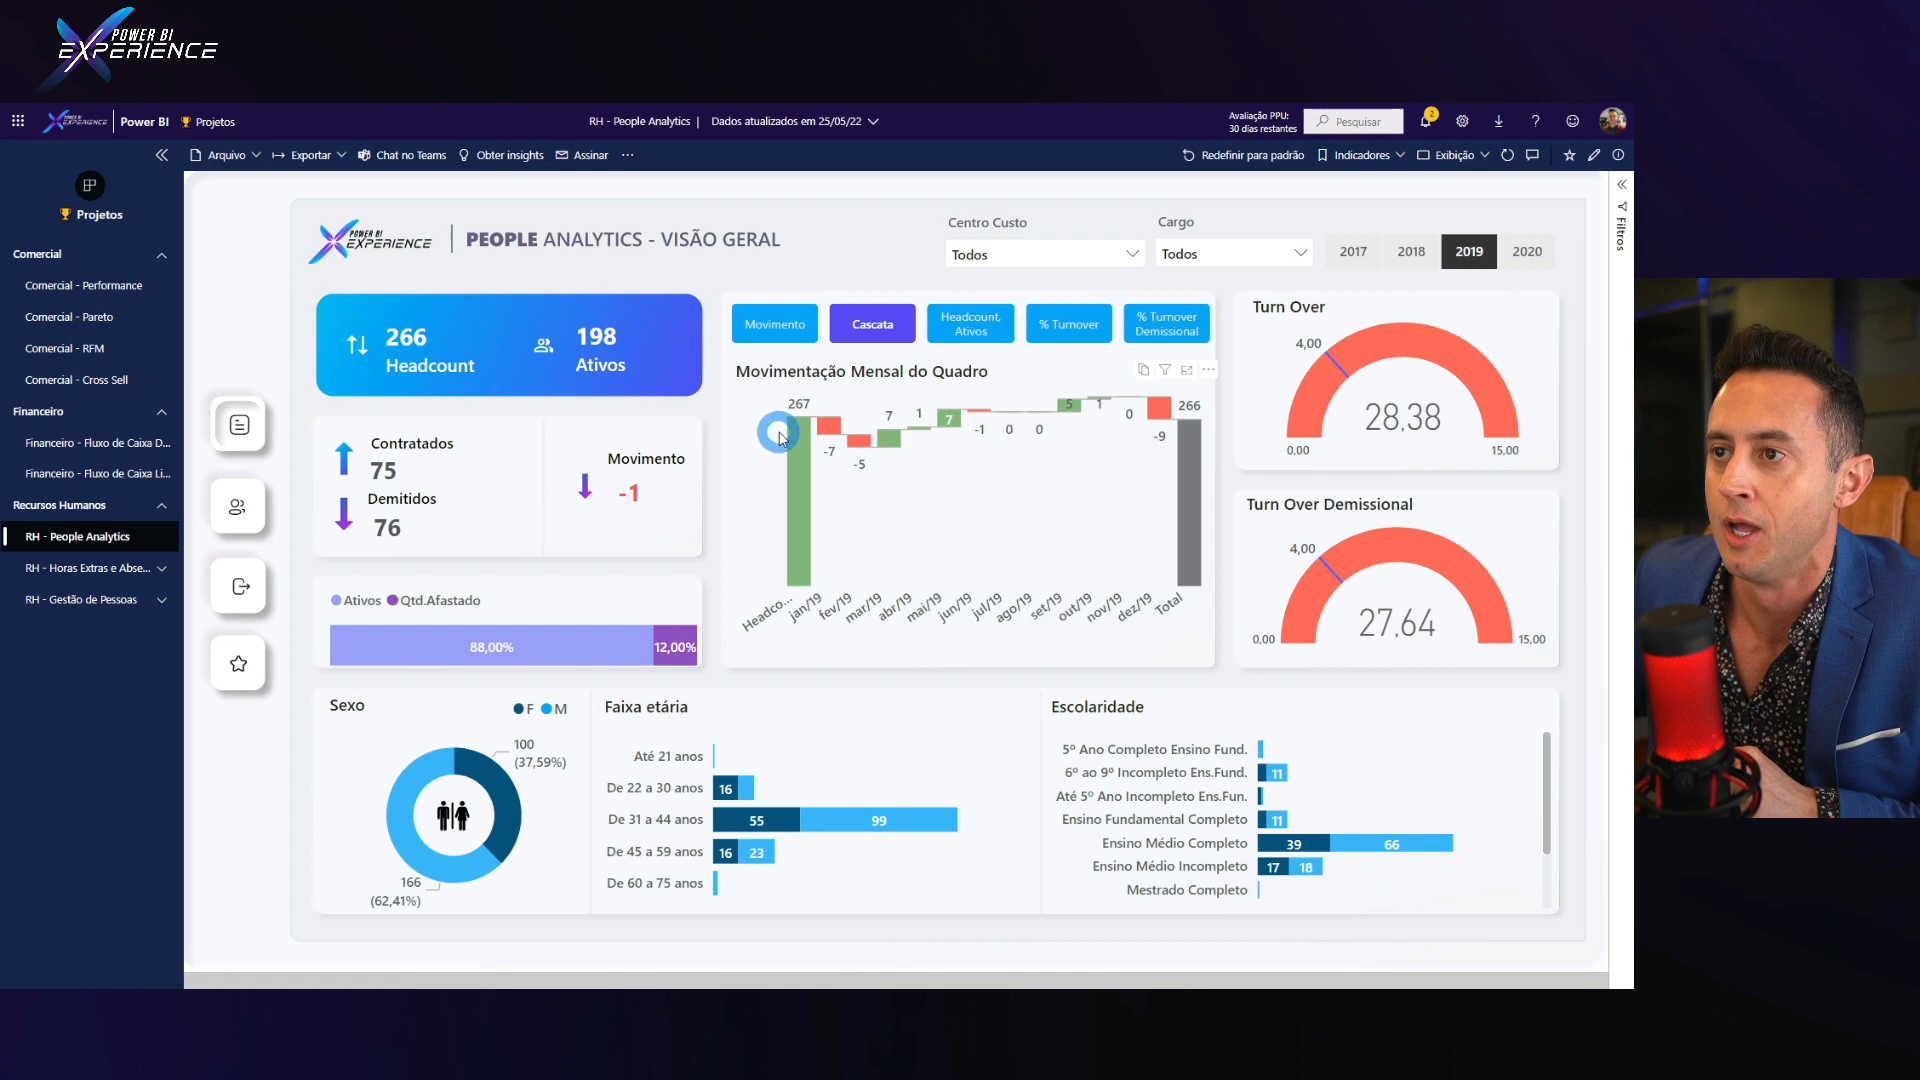 POWER BI
EXPERIENCE
POWER BI
EXPERIENCE
Power BI
Projetos
RH - People Analytics | Dados atualizados em 25/05/22
Avaliação PPU:
30 dias restantes
Pesquisar
2
?
Arquivo
Exportar
Chat no Teams
Obter insights
Assinar
...
Redefinir para padrão
Indicadores
Exibição
Projetos
Comercial
Comercial - Performance
Comercial - Pareto
Comercial - RFM
Comercial - Cross Sell
Financeiro
Financeiro - Fluxo de Caixa D...
Financeiro - Fluxo de Caixa Li...
Recursos Humanos
RH - People Analytics
RH - Horas Extras e Abse...
RH - Gestão de Pessoas
Filtros
POWER BI
EXPERIENCE
PEOPLE ANALYTICS - VISÃO GERAL
Centro Custo
Todos
Cargo
Todos
2017
2018
2019
2020
266
Headcount
198
Ativos
Contratados
75
Demitidos
76
Movimento
-1
Ativos
Qtd.Afastado
88,00%
12,00%
Movimento
Cascata
Headcount,
Ativos
% Turnover
% Turnover
Demissional
Movimentação Mensal do Quadro
267
-7
-5
7
1
7
-1
0
0
5
1
0
-9
266
Headco...
jan/19
fev/19
mar/19
abr/19
mai/19
jun/19
jul/19
ago/19
set/19
out/19
nov/19
dez/19
Total
Turn Over
4,00
28,38
0,00
15,00
Turn Over Demissional
4,00
27,64
0,00
15,00
Sexo
F
M
100
(37,59%)
166
(62,41%)
Faixa etária
Até 21 anos
De 22 a 30 anos
16
De 31 a 44 anos
55
99
De 45 a 59 anos
16
23
De 60 a 75 anos
Escolaridade
5º Ano Completo Ensino Fund.
6º ao 9º Incompleto Ens.Fund.
11
Até 5º Ano Incompleto Ens.Fun.
Ensino Fundamental Completo
11
Ensino Médio Completo
39
66
Ensino Médio Incompleto
17
18
Mestrado Completo